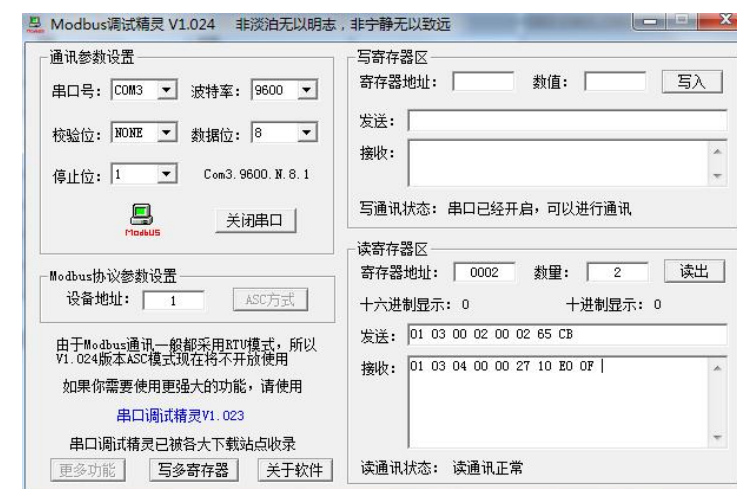 Modbus调试精灵 V1.024 非淡泊无以明志，非宁静无以致远
通讯参数设置
串口号： COM3 波特率： 9600
校验位： NONE 数据位： 8
停止位： 1 Com3.9600.N.8.1
Modbus
关闭串口
Modbus协议参数设置
设备地址： 1 ASC方式
由于Modbus通讯一般都采用RTU模式，所以
V1.024版本ASC模式现在将不开放使用
如果你需要使用更强大的功能，请使用
串口调试精灵V1.023
串口调试精灵已被各大下载站点收录
更多功能 写多寄存器 关于软件
写寄存器区
寄存器地址： 数值： 写入
发送：
接收：
写通讯状态： 串口已经开启，可以进行通讯
读寄存器区
寄存器地址： 0002 数量： 2 读出
十六进制显示： 0 十进制显示： 0
发送： 01 03 00 02 00 02 65 CB
接收： 01 03 04 00 00 27 10 E0 0F
读通讯状态： 读通讯正常